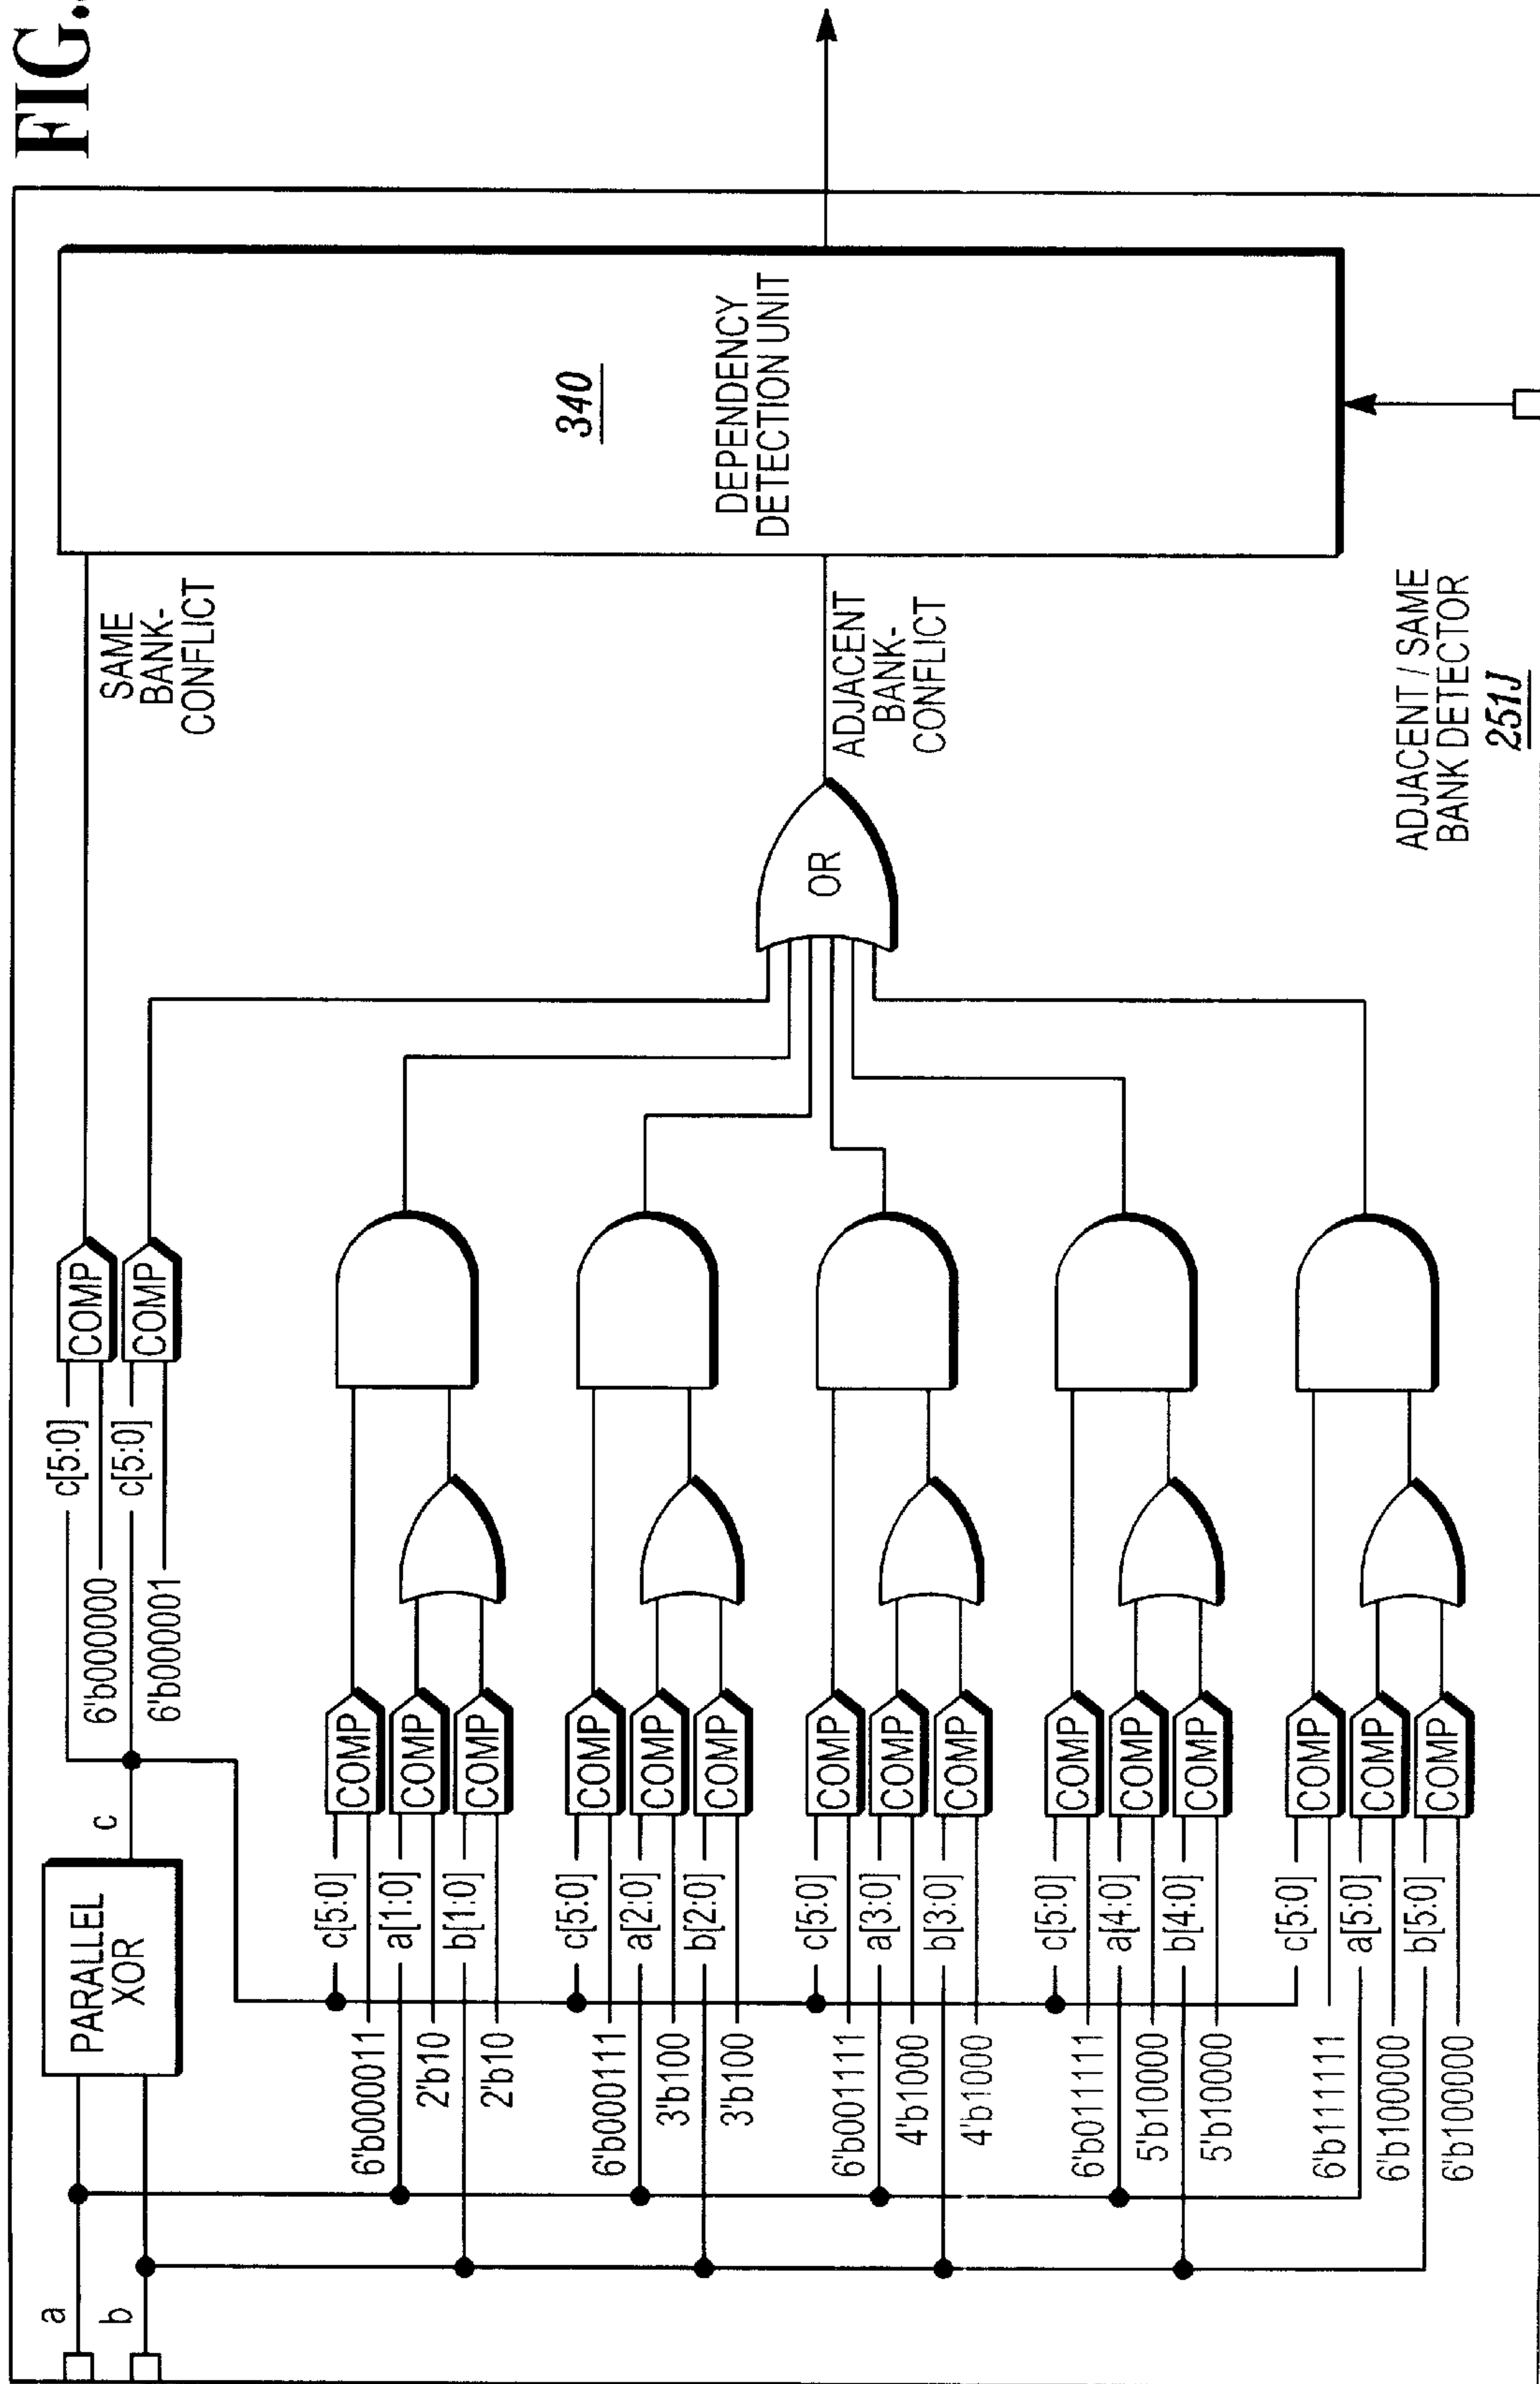 FIG.
a
b
PARALLEL
XOR
c
c[5:0]
6'b000000
c[5:0]
6'b000001
COMP
COMP
SAME
BANK-
CONFLICT
c[5:0]
6'b000011
a[1:0]
2'b10
b[1:0]
2'b10
COMP
COMP
COMP
c[5:0]
6'b000111
a[2:0]
3'b100
b[2:0]
3'b100
COMP
COMP
COMP
c[5:0]
6'b001111
a[3:0]
4'b1000
b[3:0]
4'b1000
COMP
COMP
COMP
c[5:0]
6'b011111
a[4:0]
5'b10000
b[4:0]
5'b10000
COMP
COMP
COMP
c[5:0]
6'b111111
a[5:0]
6'b100000
b[5:0]
6'b100000
COMP
COMP
COMP
OR
ADJACENT
BANK-
CONFLICT
340
DEPENDENCY
DETECTION UNIT
ADJACENT / SAME
BANK DETECTOR
251J